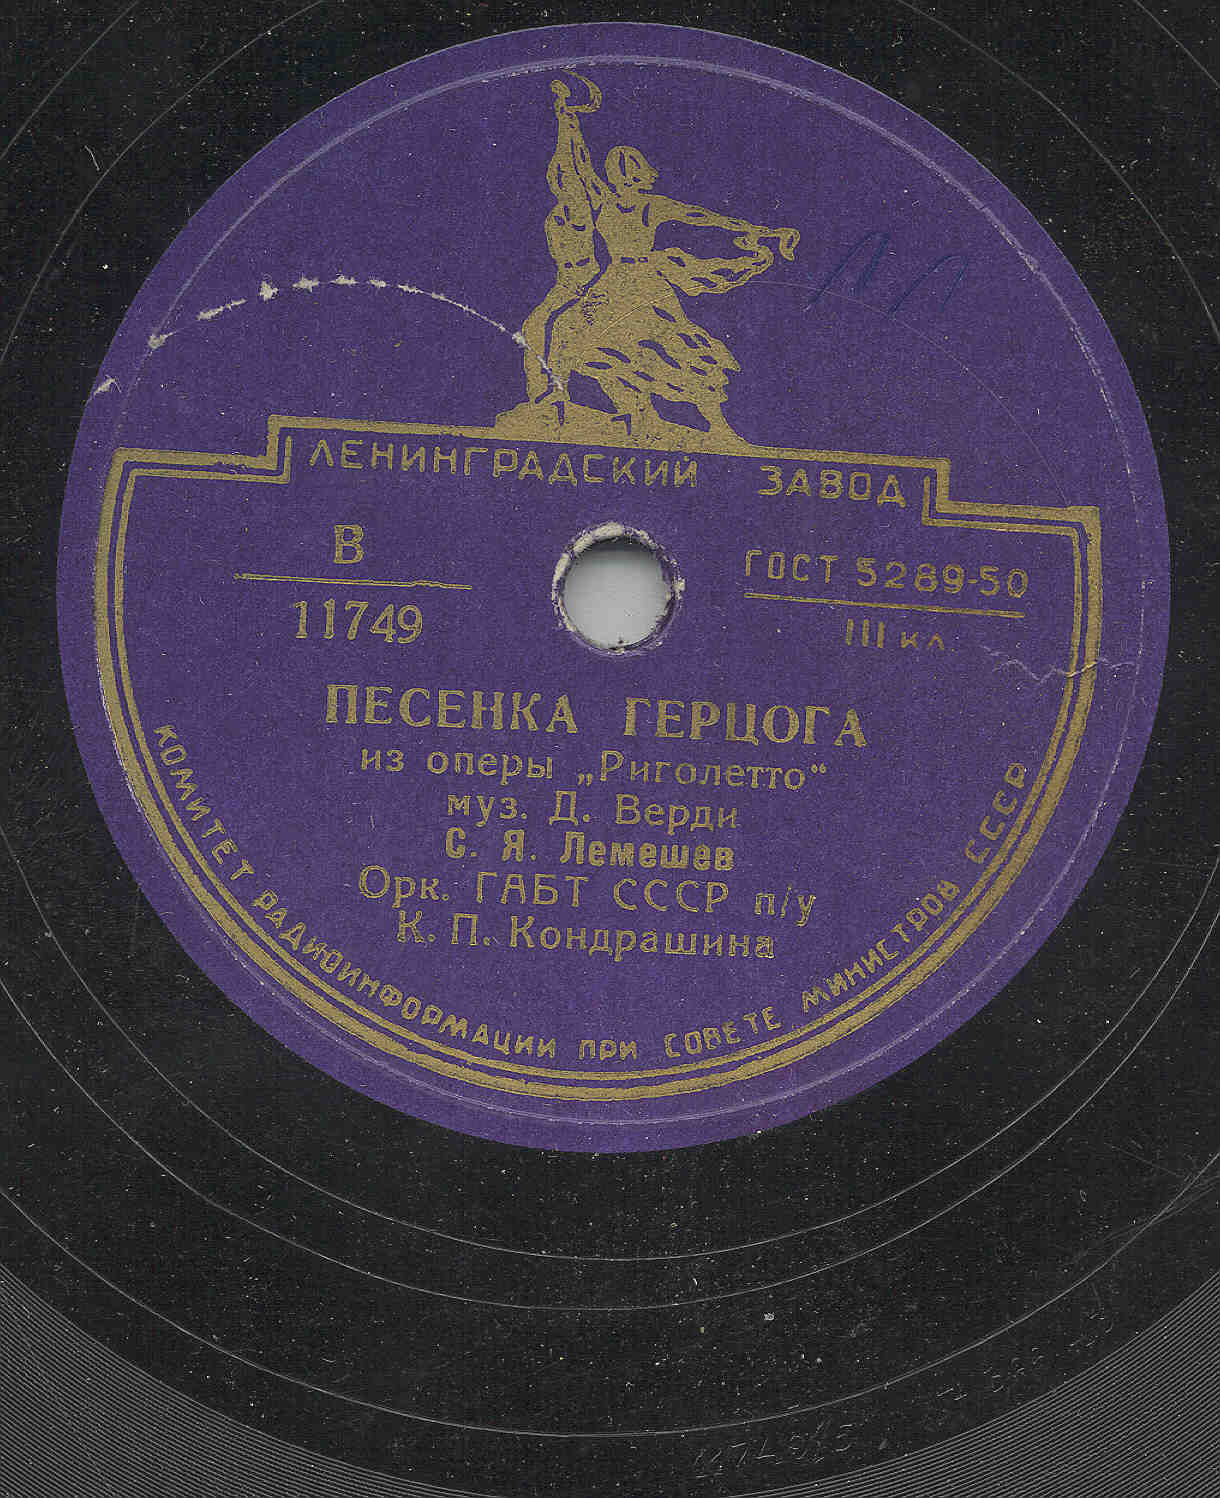 ЛЕНИНГРАДСКИЙ ЗАВОД
В
11749
ГОСТ 5289-50
III кл.
ПЕСЕНКА ГЕРЦОГА
из оперы „Риголетто“
муз. Д. Верди
С. Я. Лемешев
Орк. ГАБТ СССР п/у
К. П. Кондрашина
КОМИТЕТ РАДИОИНФОРМАЦИИ ПРИ СОВЕТЕ МИНИСТРОВ СССР